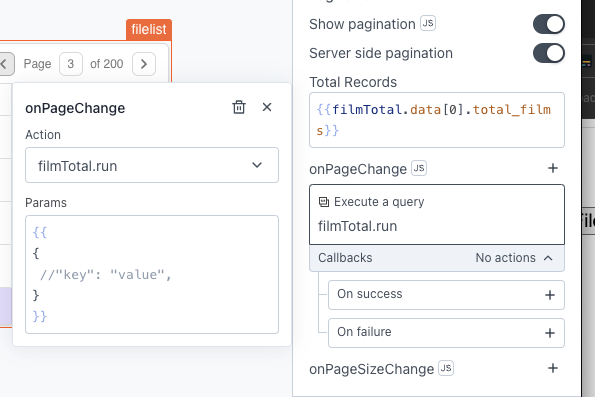 filelist
Page 3 of 200
onPageChange
Action
filmTotal.run
Params
{{
{
//"key": "value",
}
}}
Show pagination JS
Server side pagination
Total Records
{{filmTotal.data[0].total_film
s}}
onPageChange JS
Execute a query
filmTotal.run
Callbacks No actions
On success
On failure
onPageSizeChange JS